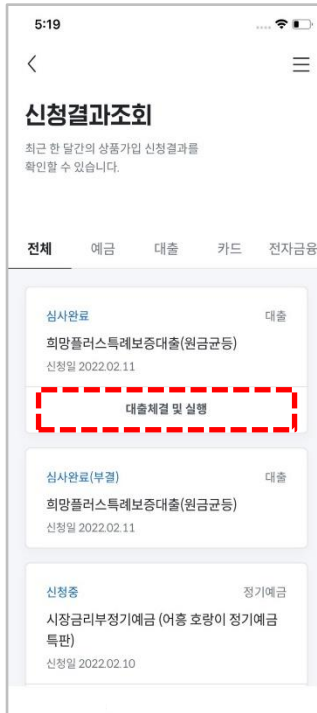 5:19
신청결과조회
최근 한 달간의 상품가입 신청결과를
확인할 수 있습니다.
전체 예금 대출 카드 전자금융
심사완료 대출
희망플러스특례보증대출(원금균등)
신청일 2022.02.11
대출체결 및 실행
심사완료(부결) 대출
희망플러스특례보증대출(원금균등)
신청일 2022.02.11
신청중 정기예금
시장금리부정기예금 (어흥 호랑이 정기예금
특판)
신청일 2022.02.10